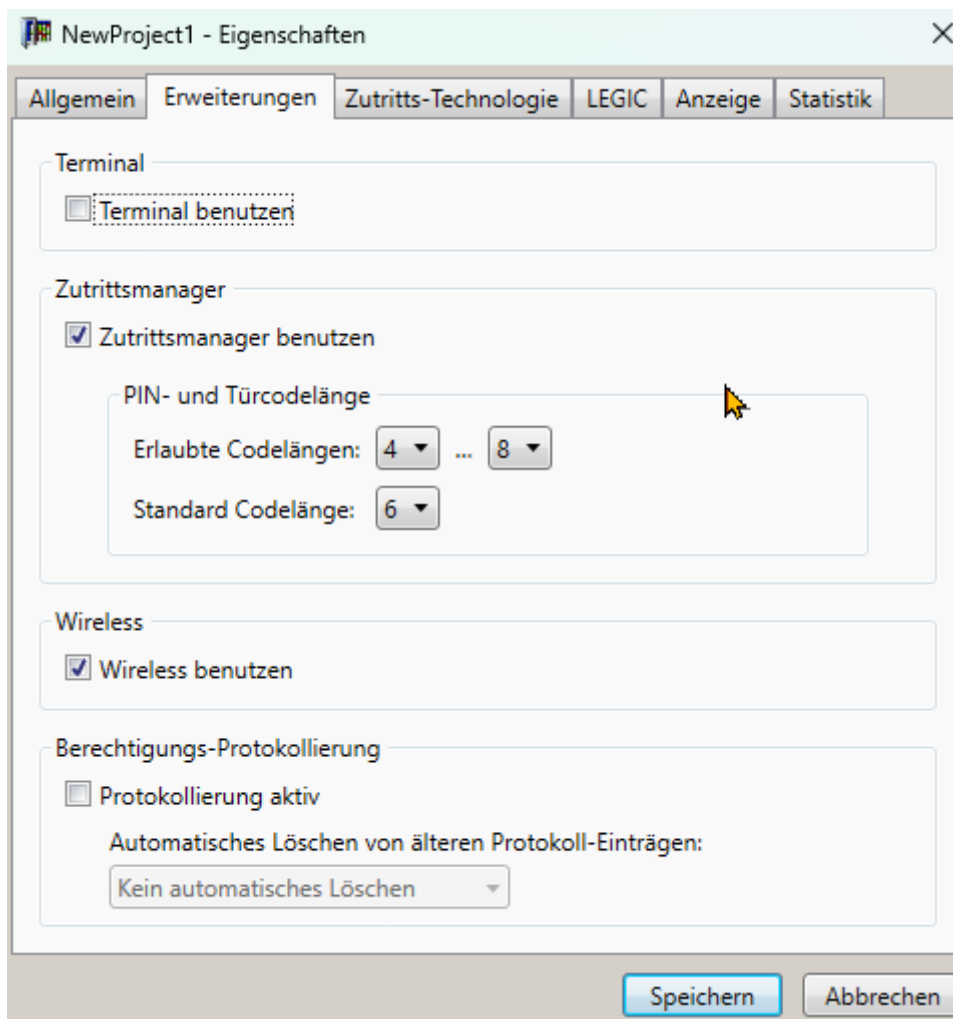 NewProject1 - Eigenschaften
Allgemein Erweiterungen Zutritts-Technologie LEGIC Anzeige Statistik
Terminal
Terminal benutzen
Zutrittsmanager
Zutrittsmanager benutzen
PIN- und Türcodelänge
Erlaubte Codelängen: 4 ... 8
Standard Codelänge: 6
Wireless
Wireless benutzen
Berechtigungs-Protokollierung
Protokollierung aktiv
Automatisches Löschen von älteren Protokoll-Einträgen:
Kein automatisches Löschen
Speichern Abbrechen